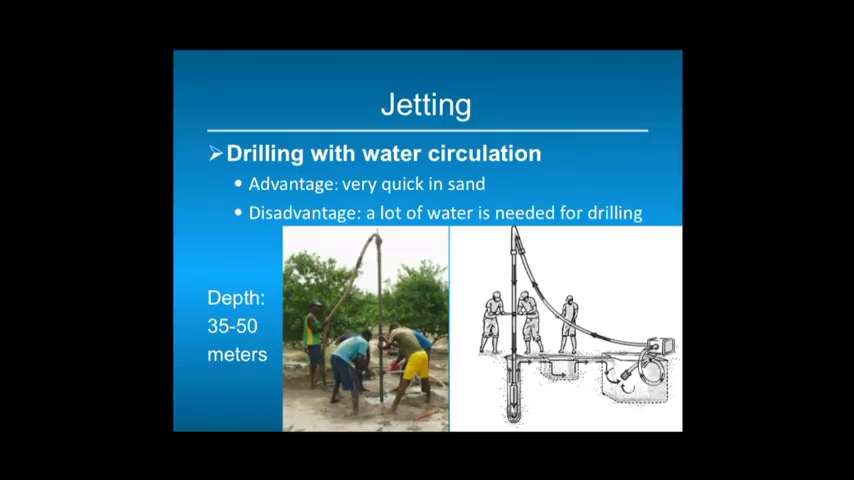 Jetting
➢Drilling with water circulation
• Advantage: very quick in sand
• Disadvantage: a lot of water is needed for drilling
Depth:
35-50
meters